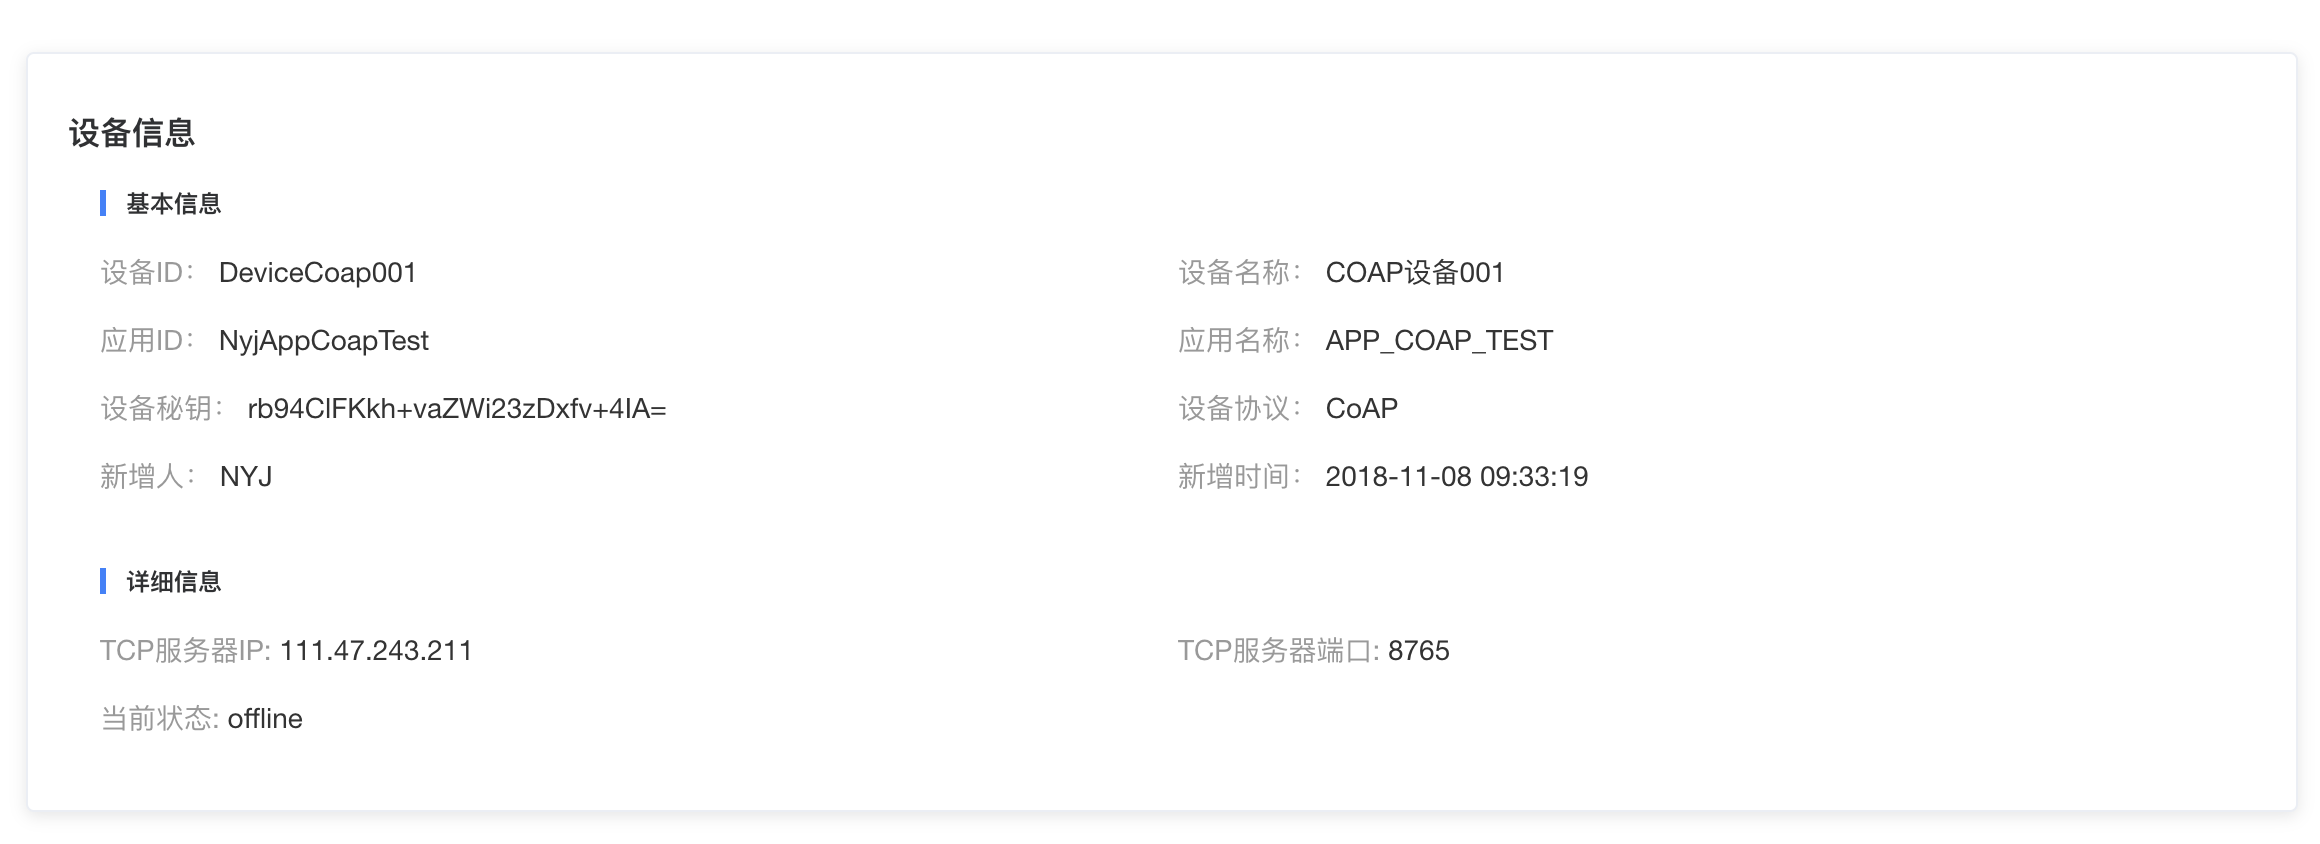 设备信息
基本信息
设备ID： DeviceCoap001 设备名称： COAP设备001
应用ID： NyjAppCoapTest 应用名称： APP_COAP_TEST
设备秘钥： rb94ClFKkh+vaZWi23zDxfv+4IA= 设备协议： CoAP
新增人： NYJ 新增时间： 2018-11-08 09:33:19
详细信息
TCP服务器IP: 111.47.243.211 TCP服务器端口: 8765
当前状态: offline